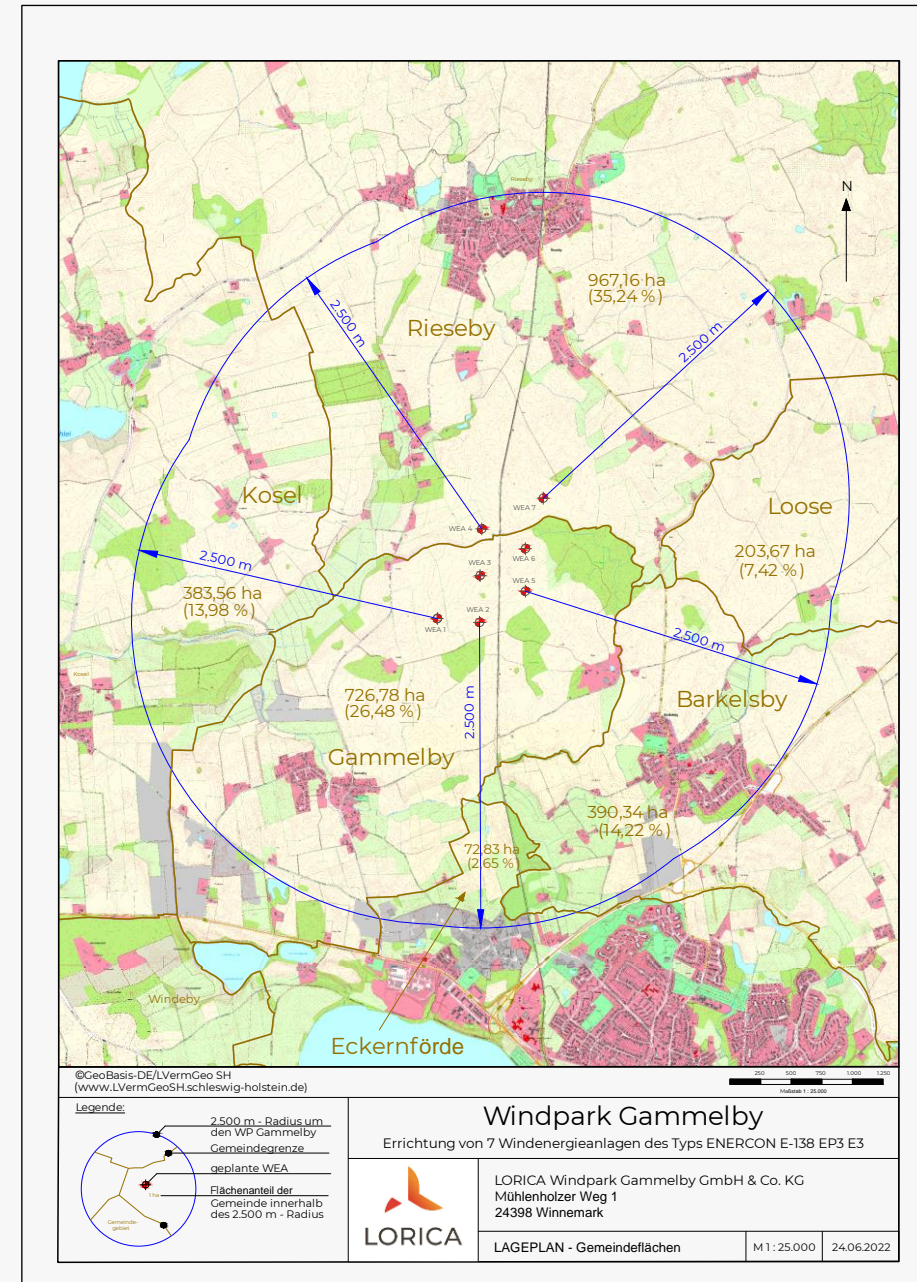 Rieseby
N
967,16 ha
(35,24 %)
2.500 m
Rieseby
2.500 m
Kosel
Loose
WEA 7
WEA 4
203,67 ha
(7,42 %)
2.500 m
WEA 6
WEA 3
383,56 ha
(13,98 %)
WEA 5
WEA 2
WEA 1
2.500 m
Kosel
726,78 ha
(26,48 %)
Barkelsby
2.500 m
Gammelby
390,34 ha
(14,22 %)
72,83 ha
(2,65 %)
Windeby
Eckernförde
©GeoBasis-DE/LVermGeo SH
(www.LVermGeoSH.schleswig-holstein.de)
250 500 750 1.000 1.250
Maßstab 1 : 25.000
Legende:
2.500 m - Radius um
den WP Gammelby
Gemeindegrenze
geplante WEA
1 ha
Flächenanteil der
Gemeinde innerhalb
des 2.500 m - Radius
Gemeinde-
gebiet
Windpark Gammelby
Errichtung von 7 Windenergieanlagen des Typs ENERCON E-138 EP3 E3
LORICA
LORICA Windpark Gammelby GmbH & Co. KG
Mühlenholzer Weg 1
24398 Winnemark
LAGEPLAN - Gemeindeflächen
M 1 : 25.000
24.06.2022